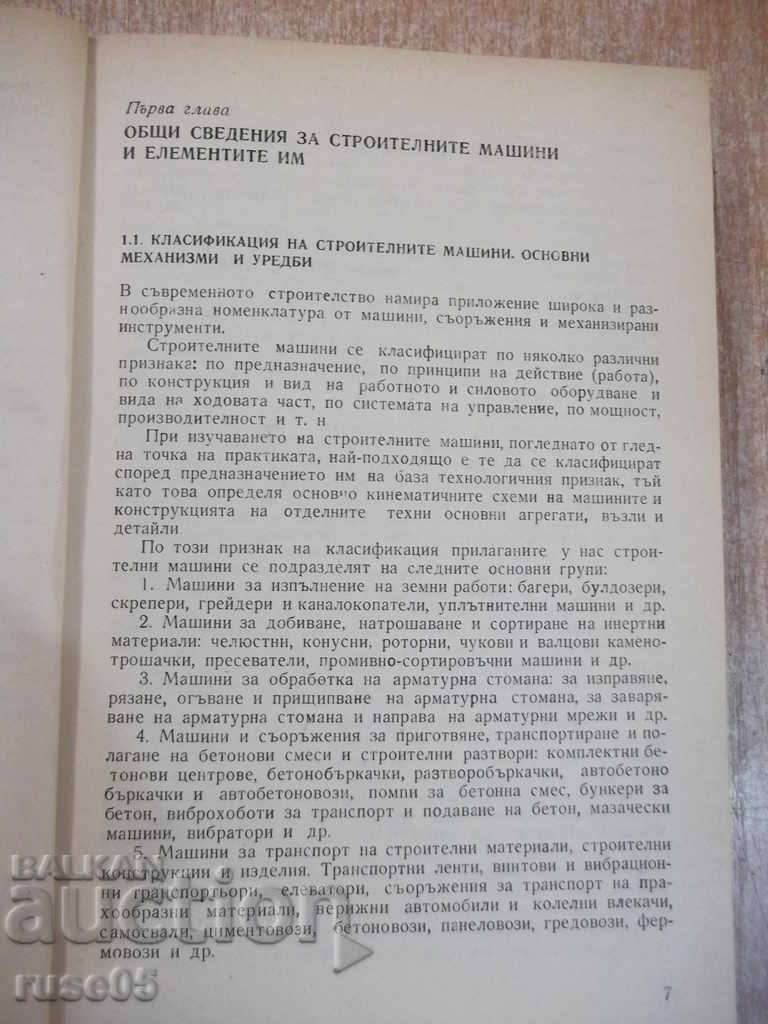 Първа глава
ОБЩИ СВЕДЕНИЯ ЗА СТРОИТЕЛНИТЕ МАШИНИ
И ЕЛЕМЕНТИТЕ ИМ
1.1. КЛАСИФИКАЦИЯ НА СТРОИТЕЛНИТЕ МАШИНИ. ОСНОВНИ
МЕХАНИЗМИ И УРЕДБИ
В съвременното строителство намира приложение широка и раз-
нообразна номенклатура от машини, съоръжения и механизирани
инструменти.
Строителните машини се класифицират по няколко различни
признака: по предназначение, по принципи на действие (работа),
по конструкция и вид на работното и силовото оборудване и
вида на ходовата част, по системата на управление, по мощност,
производителност и т. н
При изучаването на строителните машини, погледнато от глед-
на точка на практиката, най-подходящо е те да се класифицират
според предназначението им на база технологичния признак, тъй
като това определя основно кинематичните схеми на машините и
конструкцията на отделните техни основни агрегати, възли и
детайли
По този признак на класификация прилаганите у нас строи-
телни машини се подразделят на следните основни групи:
1. Машини за изпълнение на земни работи: багери, булдозери,
скрепери, грейдери и каналокопатели, уплътнителни машини и др.
2. Машини за добиване, натрошаване и сортиране на инертни
материали: челюстни, конусни, роторни, чукови и валцови камено-
трошачки, пресеватели, промивно-сортировъчни машини и др.
3. Машини за обработка на арматурна стомана: за изправяне,
рязане, огъване и прищипване на арматурна стомана, за заваря-
ване на арматурна стомана и направа на арматурни мрежи и др.
4. Машини и съоръжения за приготвяне, транспортиране и по-
лагане на бетонови смеси и строителни разтвори: комплектни бе-
тонови центрове, бетонобъркачки, разтворобъркачки, автобетоно
бъркачки и автобетоновози, помпи за бетонна смес, бункери за
бетон, виброхоботи за транспорт и подаване на бетон, мазачески
машини, вибратори и др.
5. Машини за транспорт на строителни материали, строителни
конструкции и изделия. Транспортни ленти, винтови и вибрацион-
ни транспортьори, елеватори, съоръжения за транспорт на пра-
хообразни материали, верижни автомобили и колелни влекачи,
самосвали, циментовози, бетоновози, панеловози, гредовози, фер-
мовози и др.
7
BALKAN
auction
ruse05